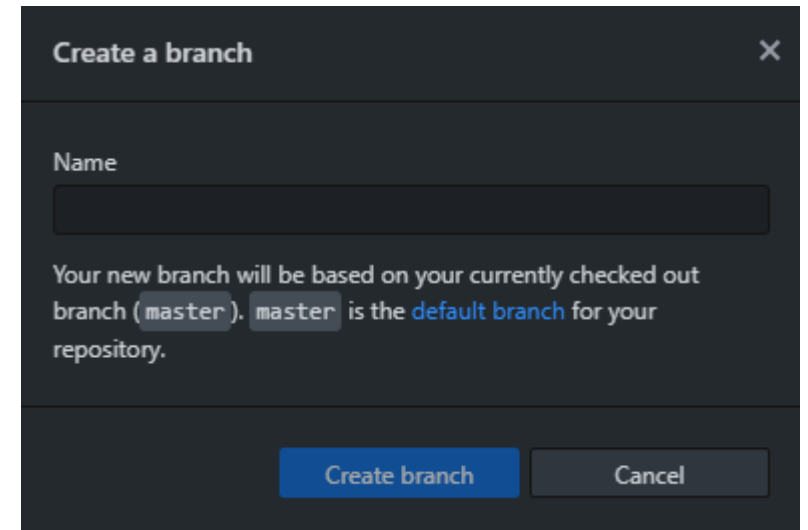 Create a branch
Name
Your new branch will be based on your currently checked out
branch (master). master is the default branch for your
repository.
Create branch
Cancel